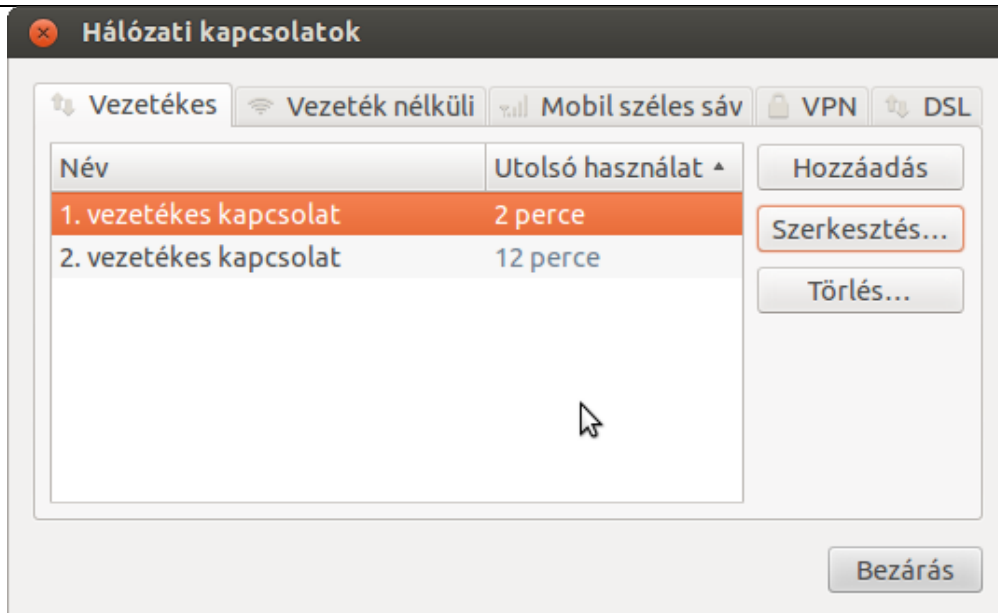 Hálózati kapcsolatok
Vezetékes Vezeték nélküli Mobil széles sáv VPN DSL
Név Utolsó használat Hozzáadás
1. vezetékes kapcsolat 2 perce Szerkesztés...
2. vezetékes kapcsolat 12 perce
Törlés...
Bezárás